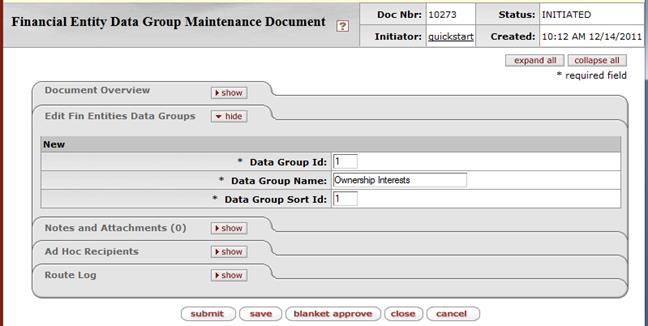 Financial Entity Data Group Maintenance Document ?
Doc Nbr: 10273 Status: INITIATED
Initiator: quickstart Created: 10:12 AM 12/14/2011
expand all collapse all
* required field
Document Overview show
Edit Fin Entities Data Groups hide
New
* Data Group Id: 1
* Data Group Name: Ownership Interests
* Data Group Sort Id: 1
Notes and Attachments (0) show
Ad Hoc Recipients show
Route Log show
submit save blanket approve close cancel